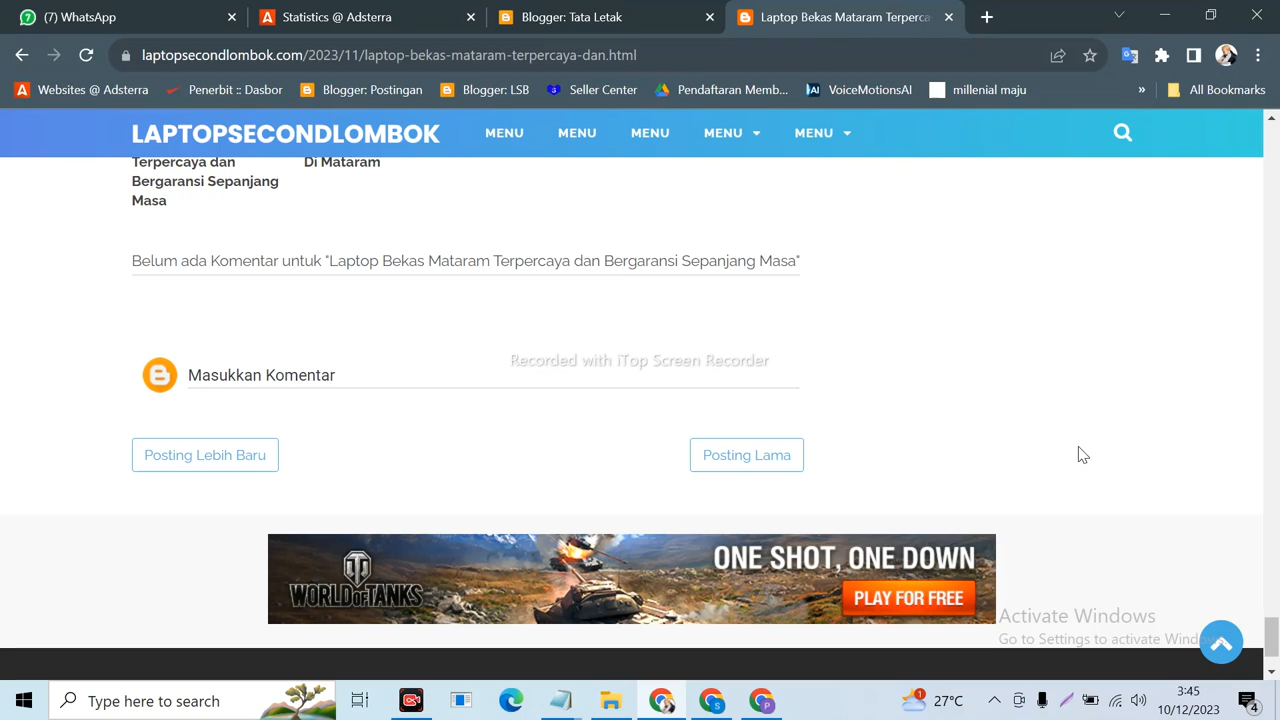 (7) WhatsApp
Statistics @ Adsterra
Blogger: Tata Letak
Laptop Bekas Mataram Terperca
laptopsecondlombok.com/2023/11/laptop-bekas-mataram-terpercaya-dan.html
Websites @ Adsterra
Penerbit :: Dasbor
Blogger: Postingan
Blogger: LSB
Seller Center
Pendaftaran Memb...
VoiceMotionsAI
millenial maju
»
All Bookmarks
LAPTOPSECONDLOMBOK
MENU
MENU
MENU
MENU
MENU
Terpercaya dan
Bergaransi Sepanjang
Masa
Di Mataram
Belum ada Komentar untuk "Laptop Bekas Mataram Terpercaya dan Bergaransi Sepanjang Masa"
Recorded with iTop Screen Recorder
Masukkan Komentar
Posting Lebih Baru
Posting Lama
WORLD OF TANKS
ONE SHOT, ONE DOWN
PLAY FOR FREE
Activate Windows
Go to Settings to activate Windows
Type here to search
1
27°C
3:45
10/12/2023
4